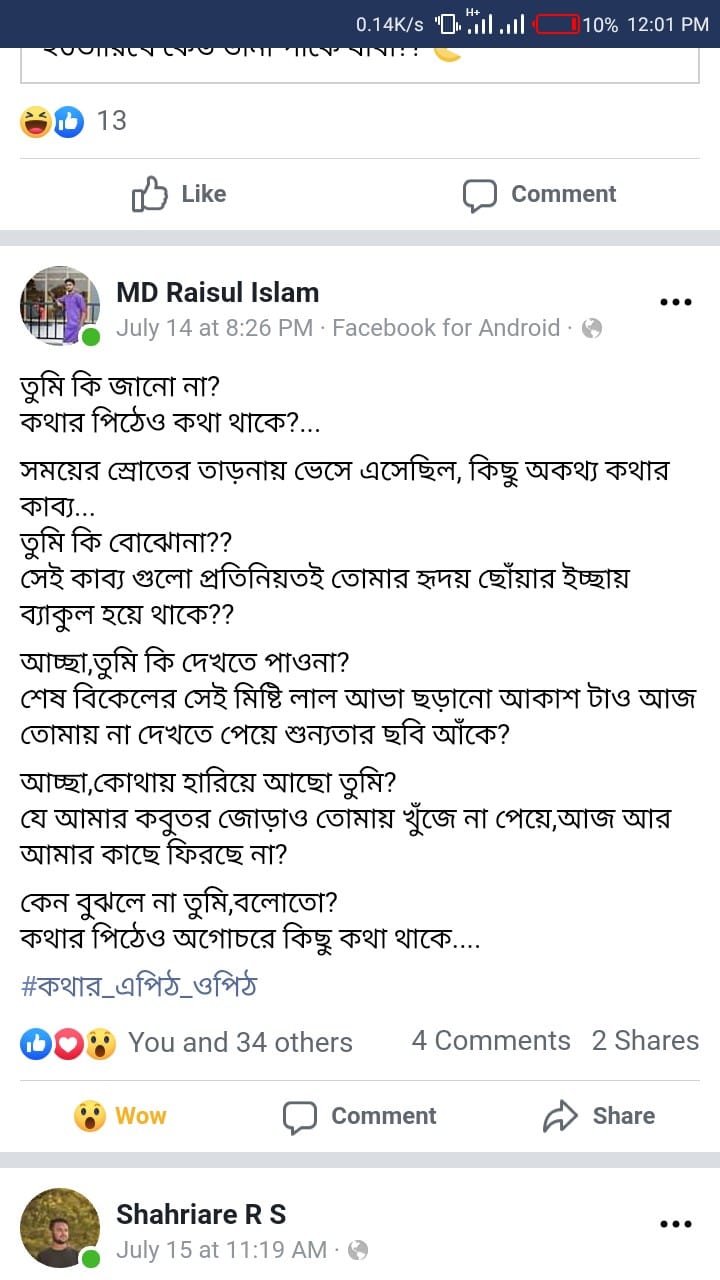 0.14K/s H+ 10% 12:01 PM
13
Like Comment
MD Raisul Islam
July 14 at 8:26 PM · Facebook for Android ·
তুমি কি জানো না?
কথার পিঠেও কথা থাকে?...
সময়ের স্রোতের তাড়নায় ভেসে এসেছিল, কিছু অকথ্য কথার
কাব্য...
তুমি কি বোঝোনা??
সেই কাব্য গুলো প্রতিনিয়তই তোমার হৃদয় ছোঁয়ার ইচ্ছায়
ব্যাকুল হয়ে থাকে??
আচ্ছা,তুমি কি দেখতে পাওনা?
শেষ বিকেলের সেই মিষ্টি লাল আভা ছড়ানো আকাশ টাও আজ
তোমায় না দেখতে পেয়ে শুন্যতার ছবি আঁকে?
আচ্ছা,কোথায় হারিয়ে আছো তুমি?
যে আমার কবুতর জোড়াও তোমায় খুঁজে না পেয়ে,আজ আর
আমার কাছে ফিরছে না?
কেন বুঝলে না তুমি,বলোতো?
কথার পিঠেও অগোচরে কিছু কথা থাকে....
#কথার_এপিঠ_ওপিঠ
You and 34 others 4 Comments 2 Shares
Wow Comment Share
Shahriare R S
July 15 at 11:19 AM ·